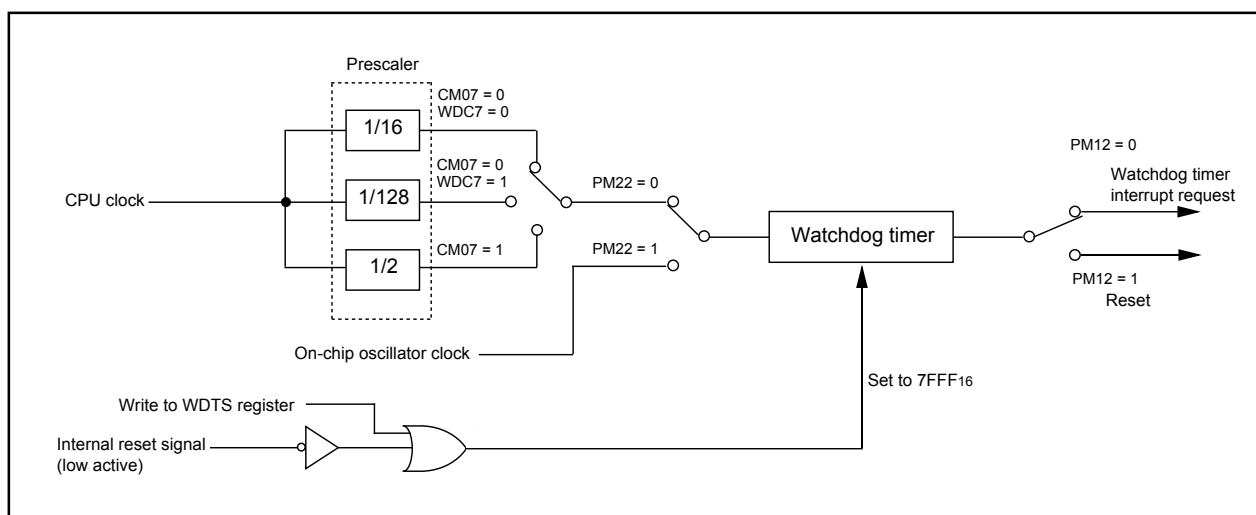 Prescaler
CM07 = 0
WDC7 = 0
1/16
CM07 = 0
WDC7 = 1
1/128
CPU clock
CM07 = 1
1/2
PM22 = 0
PM22 = 1
On-chip oscillator clock
Watchdog timer
PM12 = 0
Watchdog timer
interrupt request
PM12 = 1
Reset
Set to 7FFF16
Write to WDTS register
Internal reset signal
(low active)